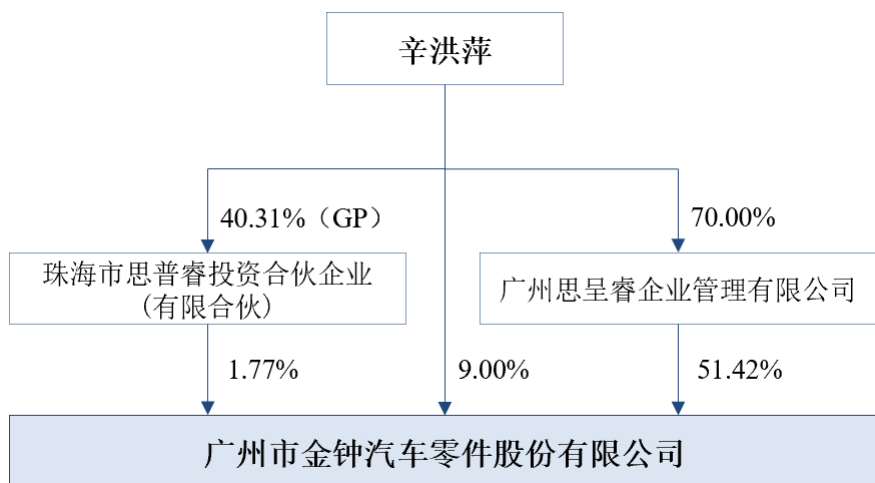 辛洪萍
40.31%（GP）
70.00%
珠海市思普睿投资合伙企业
(有限合伙)
广州思呈睿企业管理有限公司
1.77%
9.00%
51.42%
广州市金钟汽车零件股份有限公司